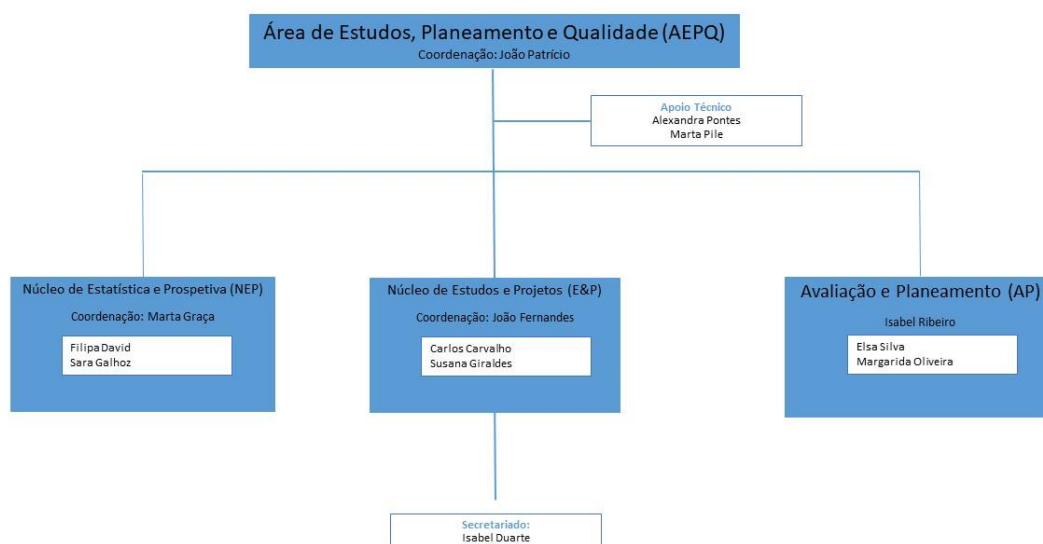 Área de Estudos, Planeamento e Qualidade (AEPQ)
Coordenação: João Patrício
Apoio Técnico
Alexandra Pontes
Marta Pile
Núcleo de Estatística e Prospetiva (NEP)
Coordenação: Marta Graça
Filipa David
Sara Galhoz
Núcleo de Estudos e Projetos (E&P)
Coordenação: João Fernandes
Carlos Carvalho
Susana Giraldes
Avaliação e Planeamento (AP)
Isabel Ribeiro
Elsa Silva
Margarida Oliveira
Secretariado:
Isabel Duarte